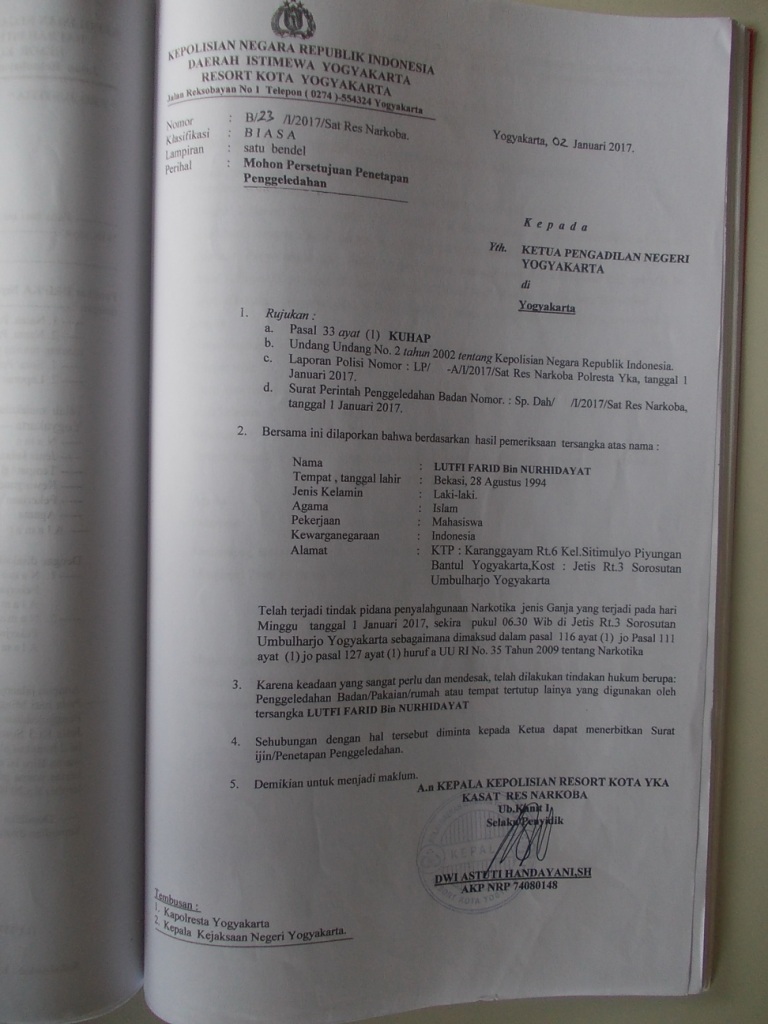 KEPOLISIAN NEGARA REPUBLIK INDONESIA
DAERAH ISTIMEWA YOGYAKARTA
RESORT KOTA YOGYAKARTA
Jalan Reksobayan No 1 Telepon ( 0274 )-554324 Yogyakarta
Nomor : B/23 /I/2017/Sat Res Narkoba.
Klasifikasi : B I A S A
Lampiran : satu bendel
Perihal : Mohon Persetujuan Penetapan
Penggeledahan
Yogyakarta, 02 Januari 2017.
K e p a d a
Yth. KETUA PENGADILAN NEGERI
YOGYAKARTA
di
Yogyakarta
1. Rujukan :
a. Pasal 33 ayat (1) KUHAP
b. Undang Undang No. 2 tahun 2002 tentang Kepolisian Negara Republik Indonesia.
c. Laporan Polisi Nomor : LP/ -A/I/2017/Sat Res Narkoba Polresta Yka, tanggal 1
Januari 2017.
d. Surat Perintah Penggeledahan Badan Nomor. : Sp. Dah/ /I/2017/Sat Res Narkoba,
tanggal 1 Januari 2017.
2. Bersama ini dilaporkan bahwa berdasarkan hasil pemeriksaan tersangka atas nama :
Nama : LUTFI FARID Bin NURHIDAYAT
Tempat , tanggal lahir : Bekasi, 28 Agustus 1994
Jenis Kelamin : Laki-laki.
Agama : Islam
Pekerjaan : Mahasiswa
Kewarganegaraan : Indonesia
Alamat : KTP : Karanggayam Rt.6 Kel.Sitimulyo Piyungan
Bantul Yogyakarta,Kost : Jetis Rt.3 Sorosutan
Umbulharjo Yogyakarta
Telah terjadi tindak pidana penyalahgunaan Narkotika jenis Ganja yang terjadi pada hari
Minggu tanggal 1 Januari 2017, sekira pukul 06.30 Wib di Jetis Rt.3 Sorosutan
Umbulharjo Yogyakarta sebagaimana dimaksud dalam pasal 116 ayat (1) jo Pasal 111
ayat (1) jo pasal 127 ayat (1) huruf a UU RI No. 35 Tahun 2009 tentang Narkotika
3. Karena keadaan yang sangat perlu dan mendesak, telah dilakukan tindakan hukum berupa:
Penggeledahan Badan/Pakaian/rumah atau tempat tertutup lainya yang digunakan oleh
tersangka LUTFI FARID Bin NURHIDAYAT
4. Sehubungan dengan hal tersebut diminta kepada Ketua dapat menerbitkan Surat
ijin/Penetapan Penggeledahan.
5. Demikian untuk menjadi maklum.
A.n KEPALA KEPOLISIAN RESORT KOTA YKA
KASAT RES NARKOBA
Ub.Kanit I
Selaku Penyidik
DWI ASTUTI HANDAYANI,SH
AKP NRP 74080148
Tembusan :
1. Kapolresta Yogyakarta
2. Kepala Kejaksaan Negeri Yogyakarta.